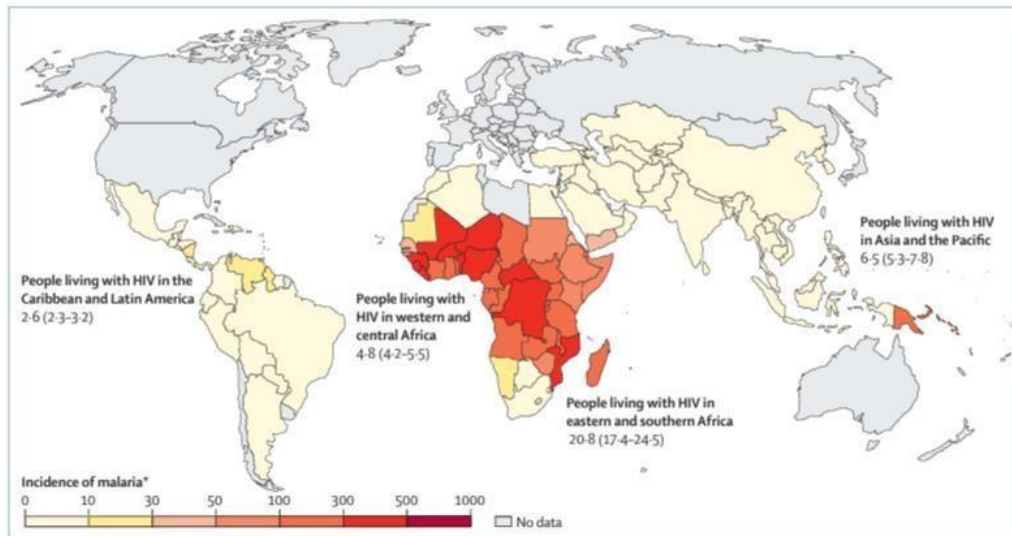 People living with HIV
in Asia and the Pacific
6·5 (5·3–7·8)
People living with HIV in the
Caribbean and Latin America
2·6 (2·3–3·2)
People living with
HIV in western and
central Africa
4·8 (4·2–5·5)
People living with HIV in
eastern and southern Africa
20·8 (17·4–24·5)
Incidence of malaria*
0 10 30 50 100 300 500 1000
No data